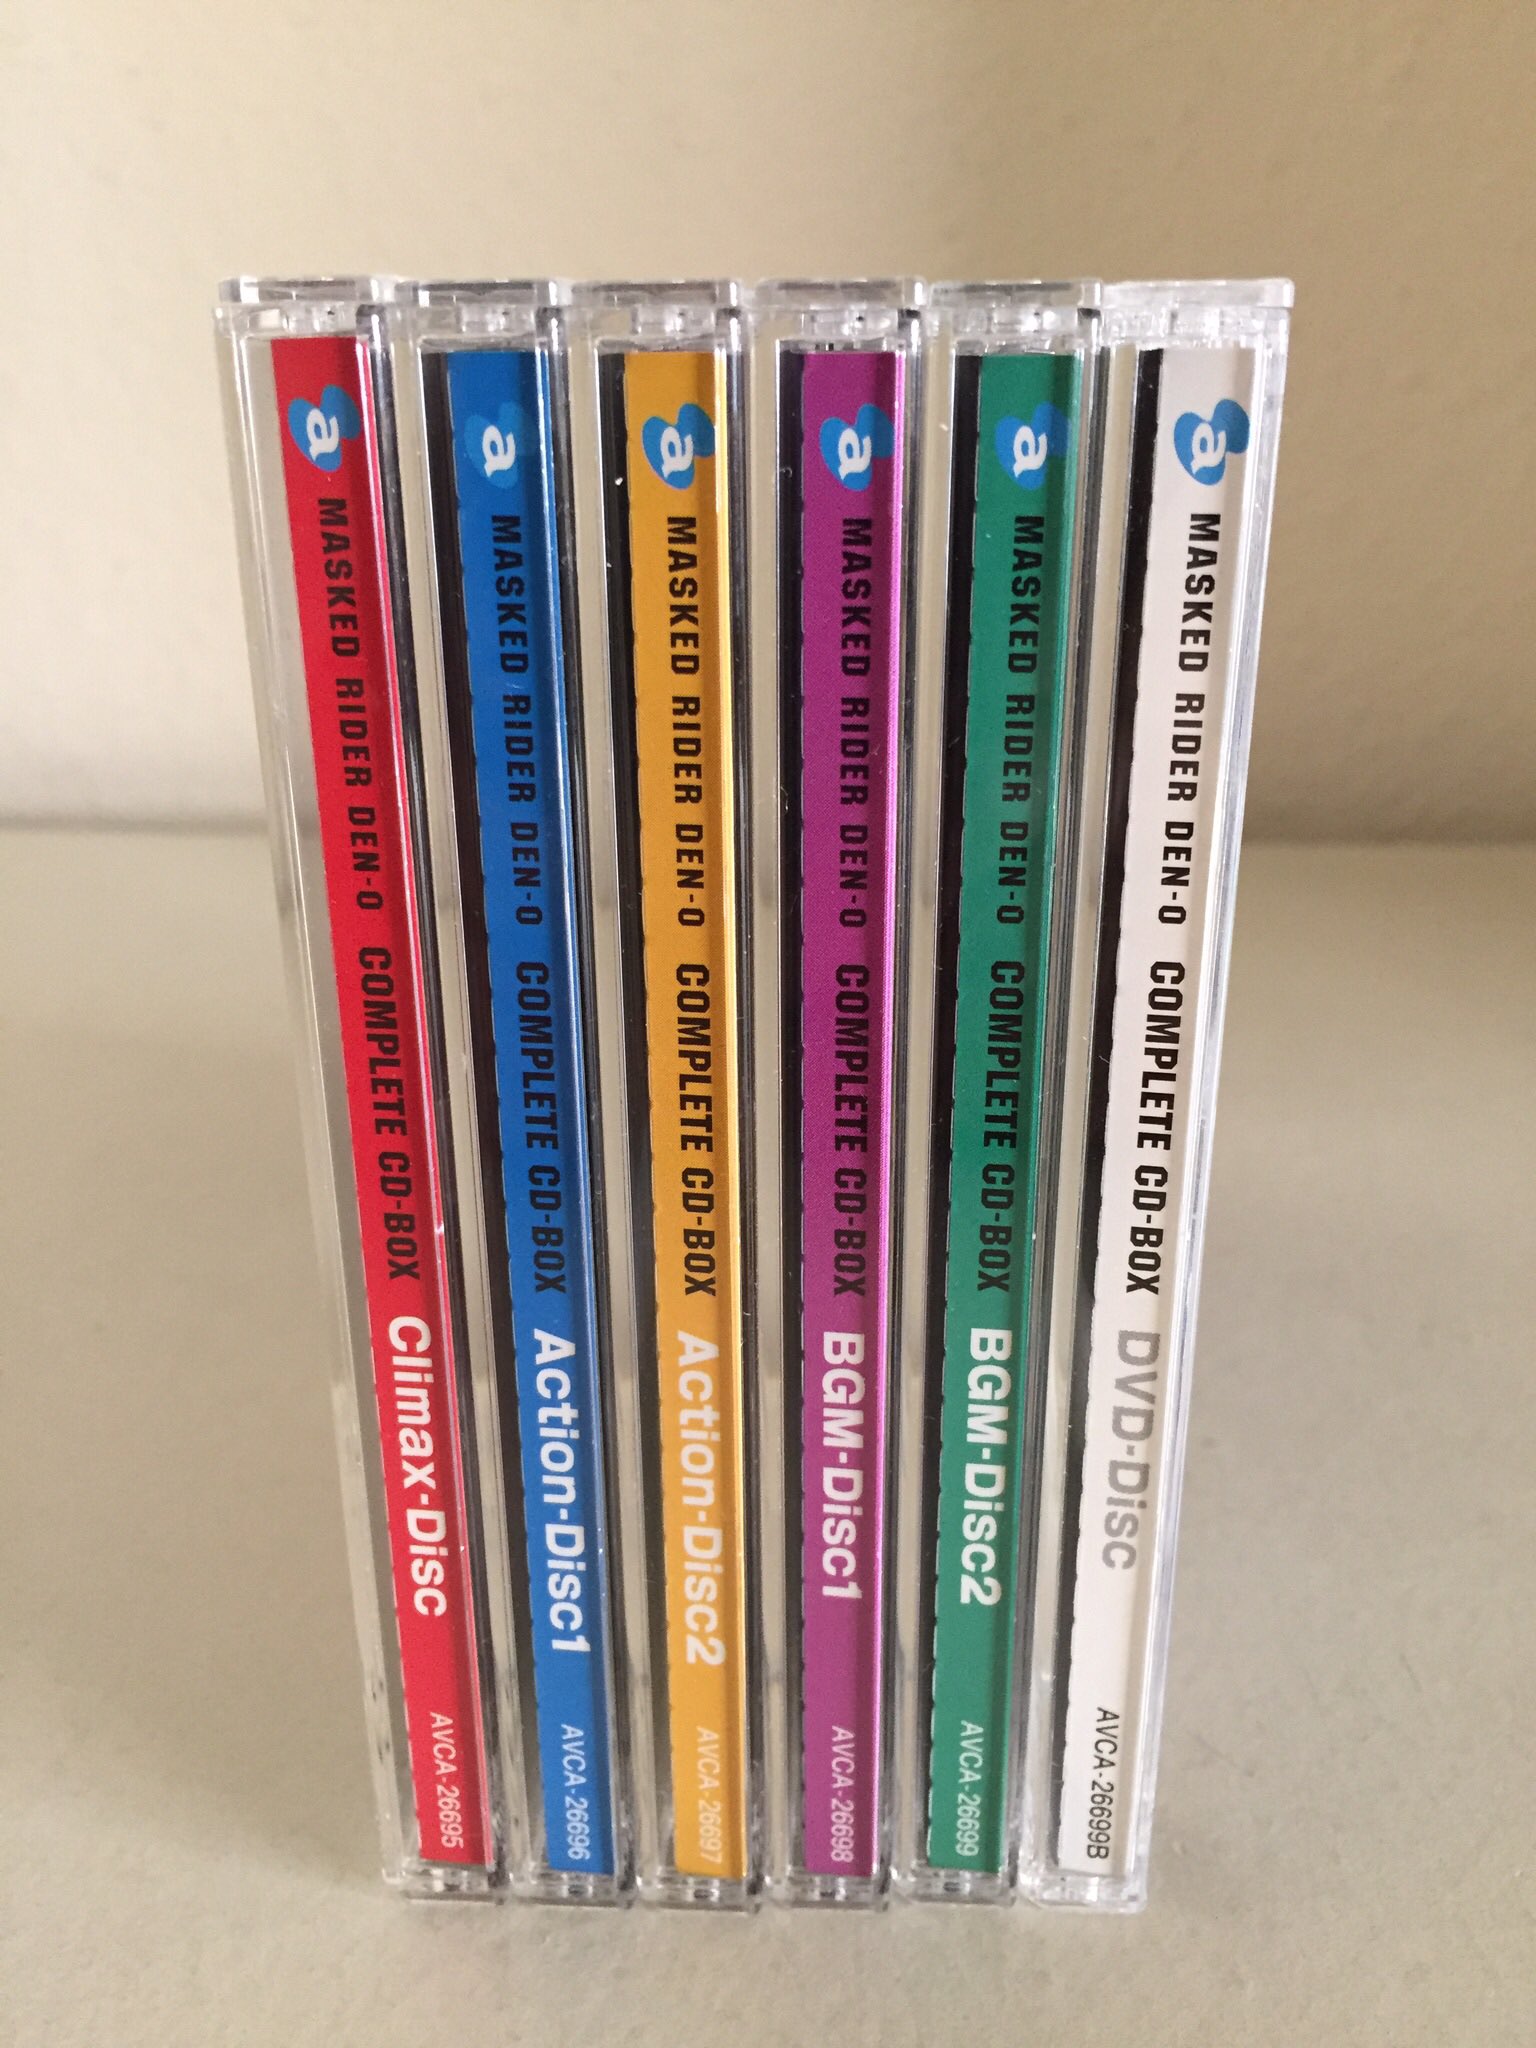 a MASKED RIDER DEN-O COMPLETE CD-BOX Climax-Disc AVCA-26695
a MASKED RIDER DEN-O COMPLETE CD-BOX Action-Disc1 AVCA-26696
a MASKED RIDER DEN-O COMPLETE CD-BOX Action-Disc2 AVCA-26697
a MASKED RIDER DEN-O COMPLETE CD-BOX BGM-Disc1 AVCA-26698
a MASKED RIDER DEN-O COMPLETE CD-BOX BGM-Disc2 AVCA-26699
a MASKED RIDER DEN-O COMPLETE CD-BOX DVD-Disc AVCA-26699B